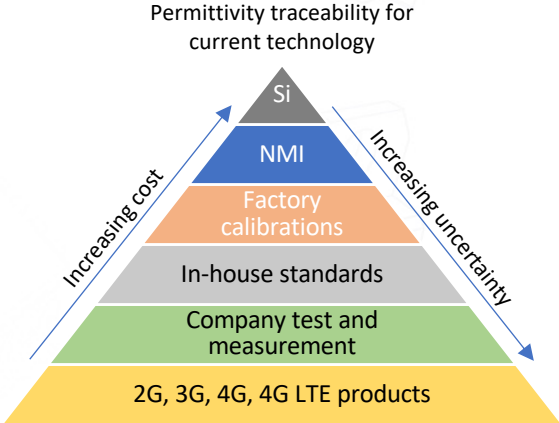 Permittivity traceability for
current technology
Si
NMI
Factory
calibrations
In-house standards
Company test and
measurement
2G, 3G, 4G, 4G LTE products
Increasing cost
Increasing uncertainty